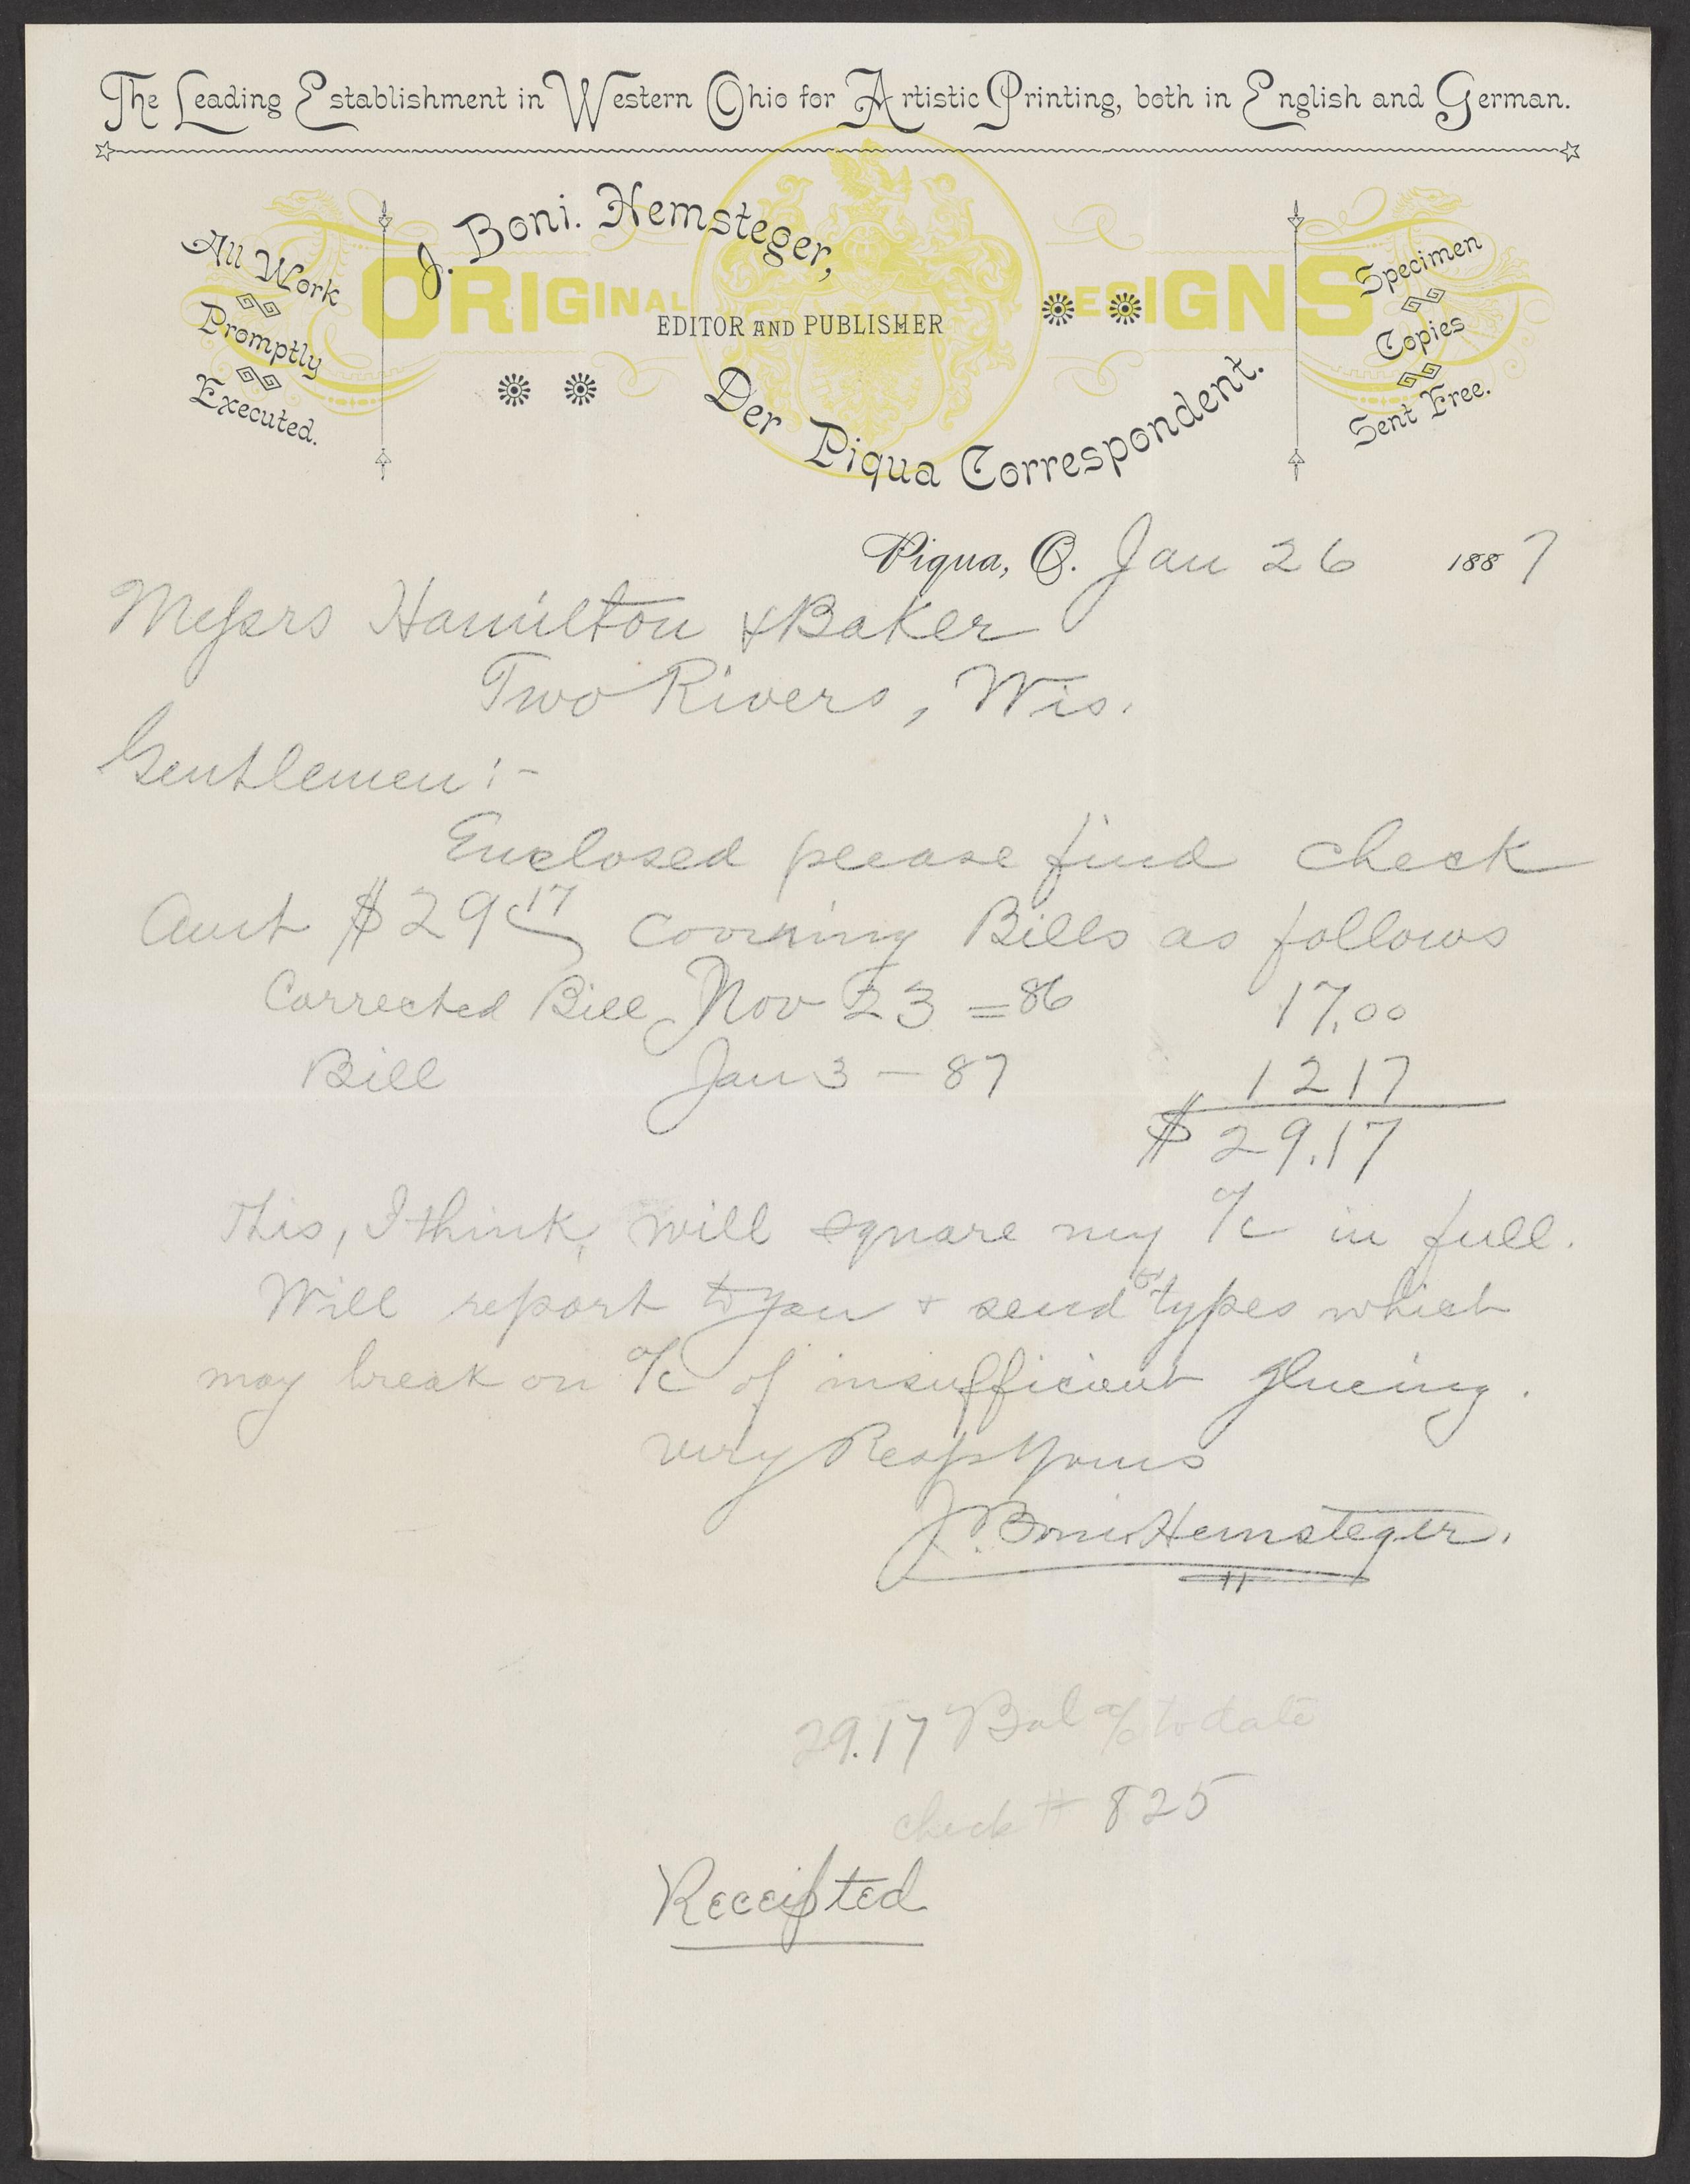 The Leading Establishment in Western Ohio for Artistic Printing, both in English and German.
All Work
Promptly
Executed.
ORIGINAL DESIGNS
J. Boni. Hemsteger,
EDITOR AND PUBLISHER
Der Piqua Correspondent.
Specimen
Copies
Sent Free.
Piqua, O. Jan 26 1887
Messrs Hamilton & Baker
Two Rivers, Wis.
Gentlemen :-
Enclosed please find check
Amt $29 17 covering Bills as follows
Corrected Bill Nov 23 = 86 17.00
Bill Jan 3 - 87 12 17
$ 29.17
This, I think, will square my a/c in full.
Will report to you & send types which
may break on a/c of insufficient glueing.
Very Resp Yours
J. Boni Hemsteger.
29.17 Bal a/c to date
check # 825
Receipted